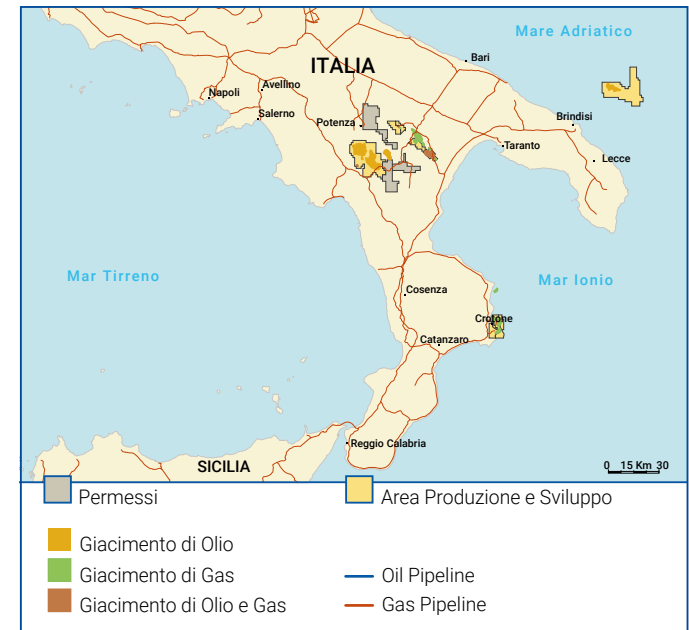 Mare Adriatico
ITALIA
Bari
Napoli
Avellino
Salerno
Potenza
Brindisi
Taranto
Lecce
Mar Tirreno
Mar Ionio
Cosenza
Crotone
Catanzaro
Reggio Calabria
SICILIA
0 15 Km 30
Permessi
Area Produzione e Sviluppo
Giacimento di Olio
Giacimento di Gas
Oil Pipeline
Giacimento di Olio e Gas
Gas Pipeline